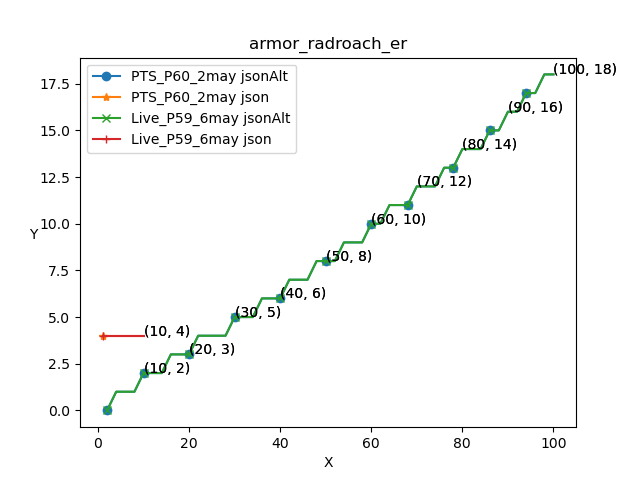 armor_radroach_er
PTS_P60_2may jsonAlt
PTS_P60_2may json
Live_P59_6may jsonAlt
Live_P59_6may json
(100, 18)
(90, 16)
(80, 14)
(70, 12)
(60, 10)
(50, 8)
(40, 6)
(30, 5)
(10, 4)
(20, 3)
(10, 2)
17.5
15.0
12.5
10.0
7.5
5.0
2.5
0.0
Y
0 20 40 60 80 100
X